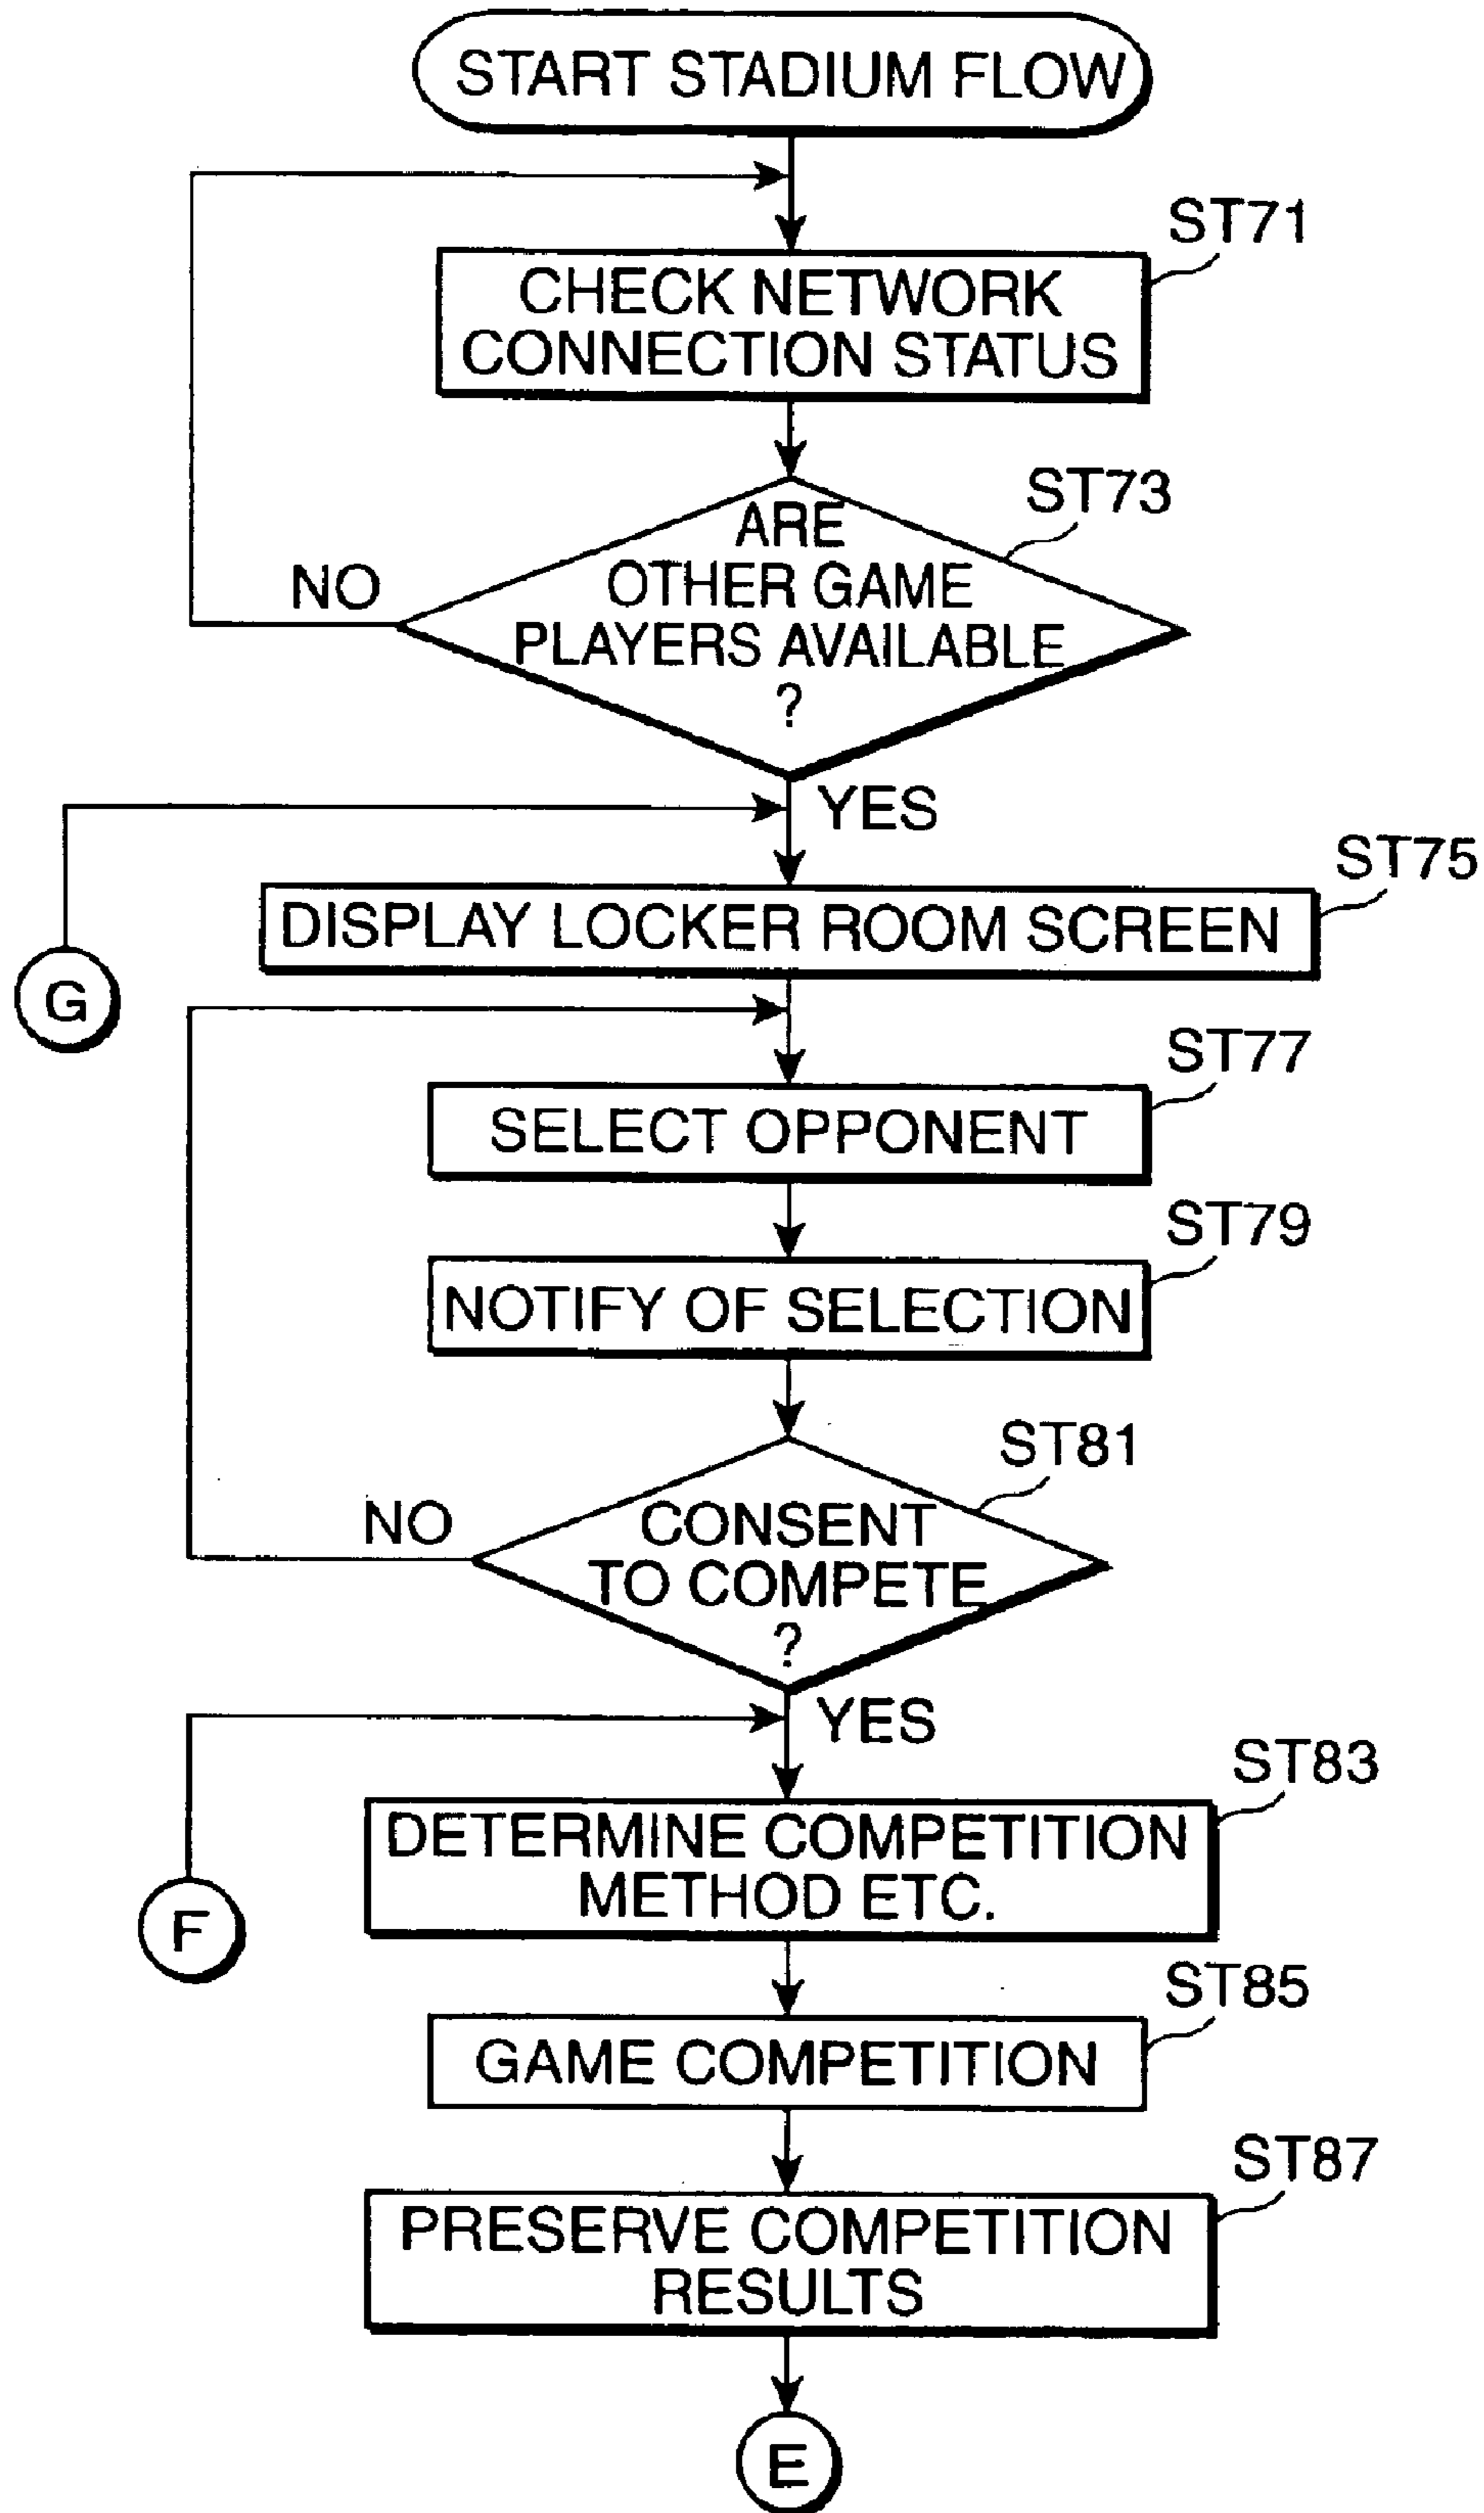 START STADIUM FLOW
ST71
CHECK NETWORK
CONNECTION STATUS
ST73
ARE
OTHER GAME
PLAYERS AVAILABLE
?
NO
YES
ST75
DISPLAY LOCKER ROOM SCREEN
G
ST77
SELECT OPPONENT
ST79
NOTIFY OF SELECTION
ST81
CONSENT
TO COMPETE
?
NO
YES
ST83
DETERMINE COMPETITION
METHOD ETC.
F
ST85
GAME COMPETITION
ST87
PRESERVE COMPETITION
RESULTS
E